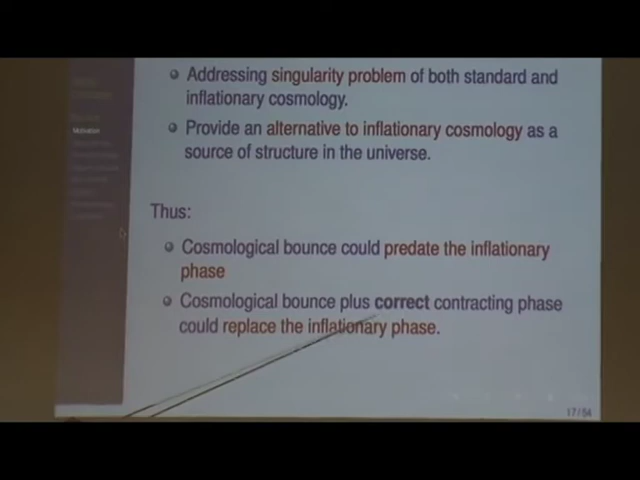 Addressing singularity problem of both standard and
inflationary cosmology.
Provide an alternative to inflationary cosmology as a
source of structure in the universe.
Thus:
Cosmological bounce could predate the inflationary
phase
Cosmological bounce plus correct contracting phase
could replace the inflationary phase.
Motivation
17/54